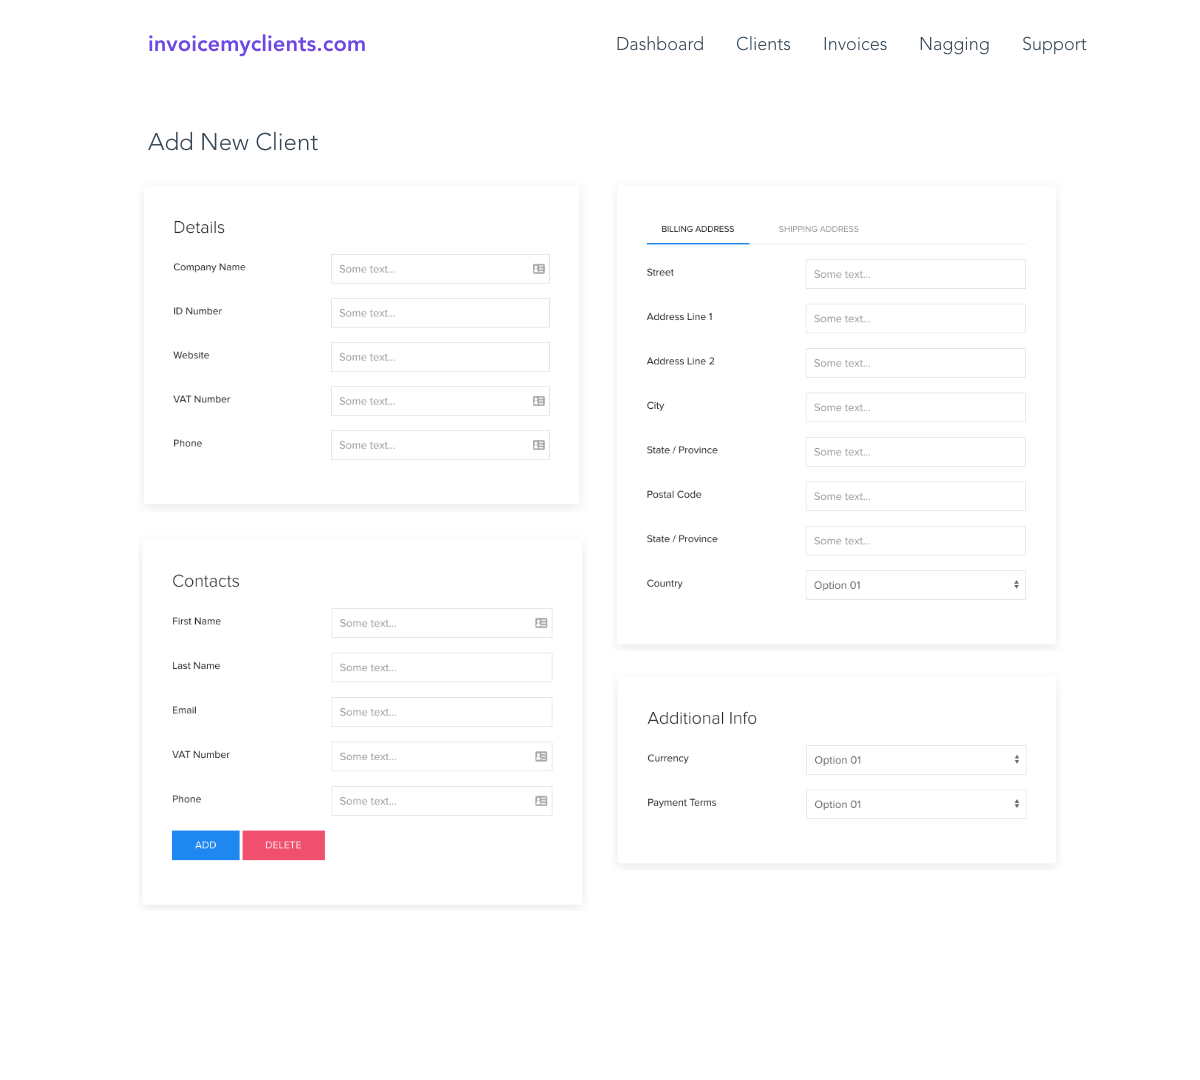 invoicemyclients.com
Dashboard Clients Invoices Nagging Support
Add New Client
Details
Company Name Some text...
ID Number Some text...
Website Some text...
VAT Number Some text...
Phone Some text...
Contacts
First Name Some text...
Last Name Some text...
Email Some text...
VAT Number Some text...
Phone Some text...
ADD DELETE
BILLING ADDRESS SHIPPING ADDRESS
Street Some text...
Address Line 1 Some text...
Address Line 2 Some text...
City Some text...
State / Province Some text...
Postal Code Some text...
State / Province Some text...
Country Option 01
Additional Info
Currency Option 01
Payment Terms Option 01